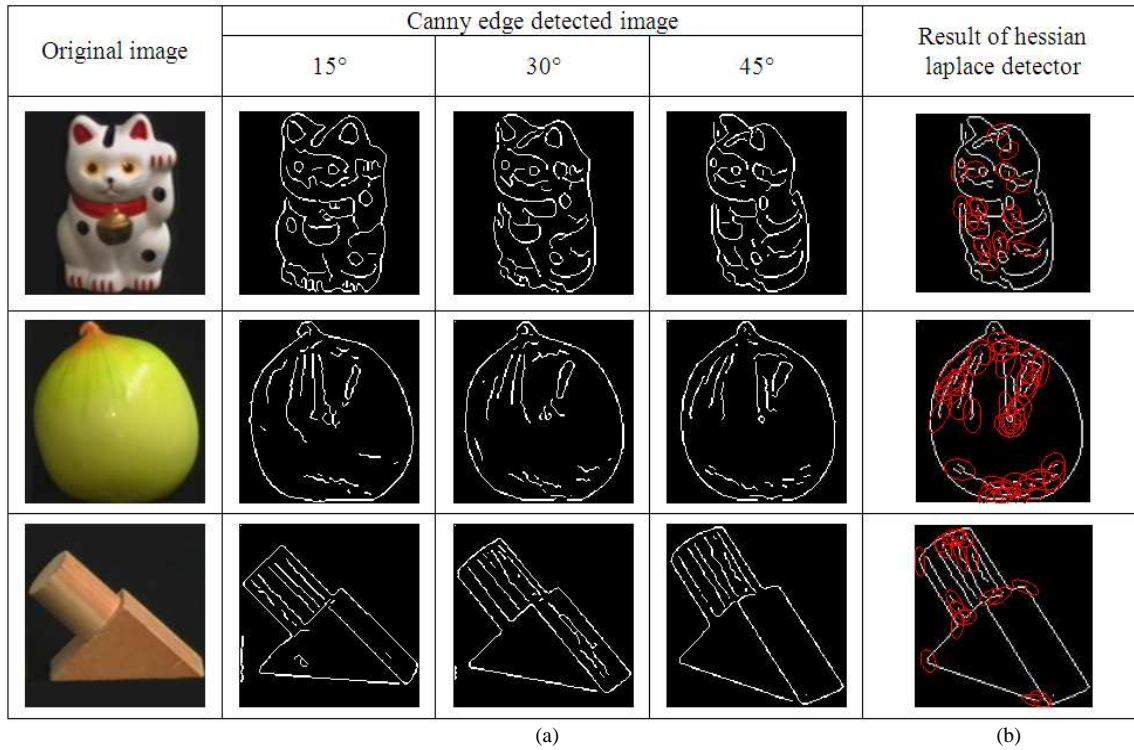 Original image
Canny edge detected image
15°
30°
45°
Result of hessian
laplace detector
(a)
(b)